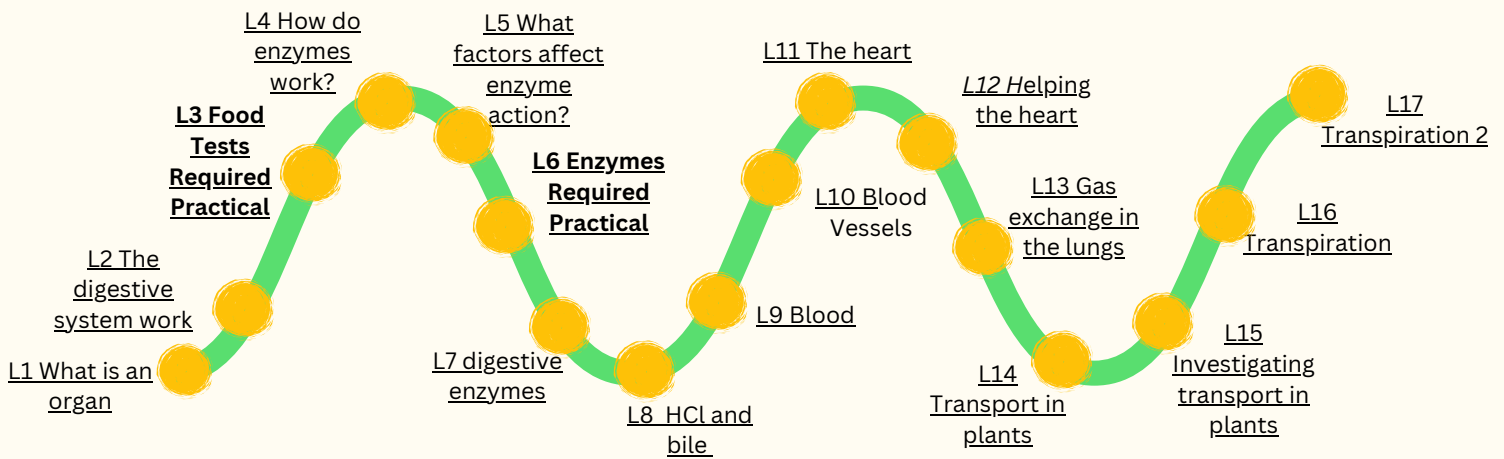 L1 What is an
organ
L2 The
digestive
system work
L3 Food
Tests
Required
Practical
L4 How do
enzymes
work?
L5 What
factors affect
enzyme
action?
L6 Enzymes
Required
Practical
L7 digestive
enzymes
L8  HCl and
bile
L9 Blood
L10 Blood
Vessels
L11 The heart
L12 Helping
the heart
L13 Gas
exchange in
the lungs
L14
Transport in
plants
L15
Investigating
transport in
plants
L16
Transpiration
L17
Transpiration 2